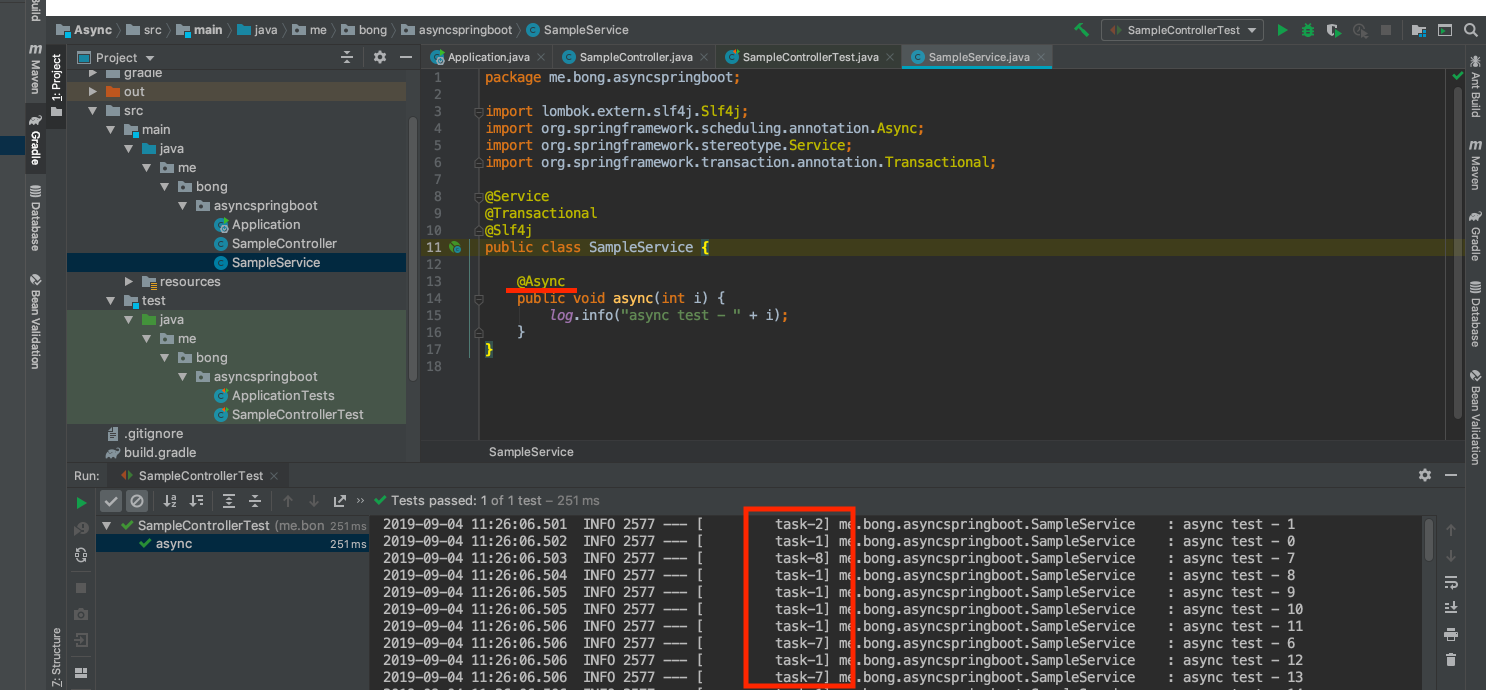 Build
Maven
Gradle
Database
Bean Validation
Async
src
main
java
me
bong
asyncspringboot
SampleService
SampleControllerTest
1: Project
Project
gradle
out
src
main
java
me
bong
asyncspringboot
Application
SampleController
SampleService
resources
test
java
me
bong
asyncspringboot
ApplicationTests
SampleControllerTest
.gitignore
build.gradle
Application.java
SampleController.java
SampleControllerTest.java
SampleService.java
1 package me.bong.asyncspringboot;
2
3 import lombok.extern.slf4j.Slf4j;
4 import org.springframework.scheduling.annotation.Async;
5 import org.springframework.stereotype.Service;
6 import org.springframework.transaction.annotation.Transactional;
7
8 @Service
9 @Transactional
10 @Slf4j
11 public class SampleService {
12
13 @Async
14 public void async(int i) {
15 log.info("async test - " + i);
16 }
17 }
18
SampleService
Ant Build
Maven
Gradle
Database
Bean Validation
Run: SampleControllerTest
Tests passed: 1 of 1 test – 251 ms
SampleControllerTest (me.bon 251 ms
async 251 ms
2019-09-04 11:26:06.501 INFO 2577 --- [ task-2] me.bong.asyncspringboot.SampleService : async test - 1
2019-09-04 11:26:06.502 INFO 2577 --- [ task-1] me.bong.asyncspringboot.SampleService : async test - 0
2019-09-04 11:26:06.503 INFO 2577 --- [ task-8] me.bong.asyncspringboot.SampleService : async test - 7
2019-09-04 11:26:06.504 INFO 2577 --- [ task-1] me.bong.asyncspringboot.SampleService : async test - 8
2019-09-04 11:26:06.505 INFO 2577 --- [ task-1] me.bong.asyncspringboot.SampleService : async test - 9
2019-09-04 11:26:06.505 INFO 2577 --- [ task-1] me.bong.asyncspringboot.SampleService : async test - 10
2019-09-04 11:26:06.506 INFO 2577 --- [ task-1] me.bong.asyncspringboot.SampleService : async test - 11
2019-09-04 11:26:06.506 INFO 2577 --- [ task-7] me.bong.asyncspringboot.SampleService : async test - 6
2019-09-04 11:26:06.506 INFO 2577 --- [ task-1] me.bong.asyncspringboot.SampleService : async test - 12
2019-09-04 11:26:06.506 INFO 2577 --- [ task-7] me.bong.asyncspringboot.SampleService : async test - 13
Z: Structure